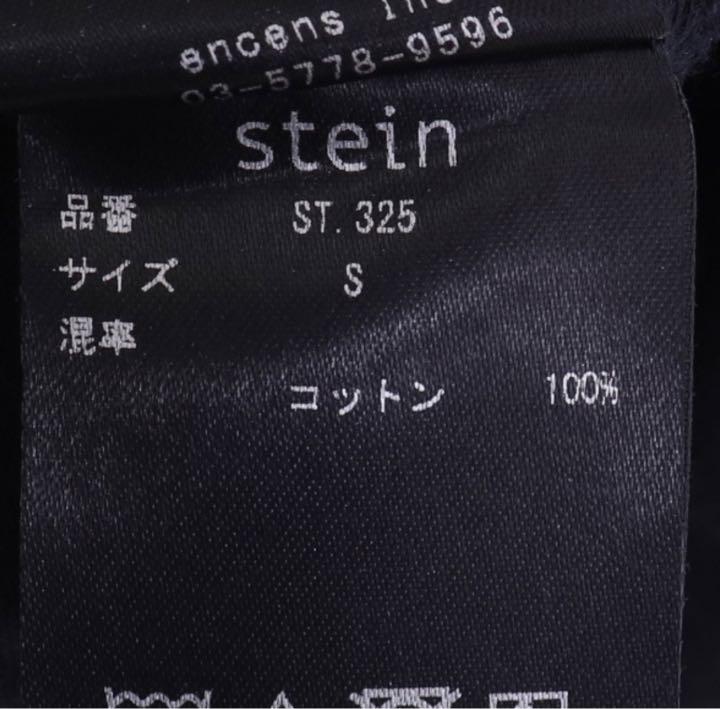 encens inc
03-5778-9596
stein
品番 ST.325
サイズ S
混率
コットン 100%